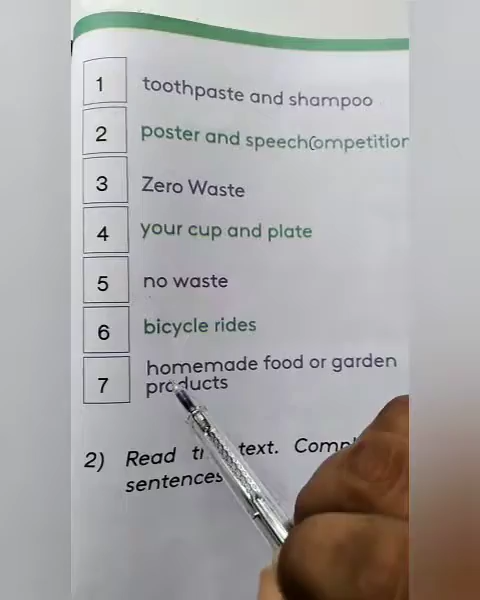 1 toothpaste and shampoo
2 poster and speech Competition
3 Zero Waste
4 your cup and plate
5 no waste
6 bicycle rides
7 homemade food or garden
products
2) Read text.
sentences